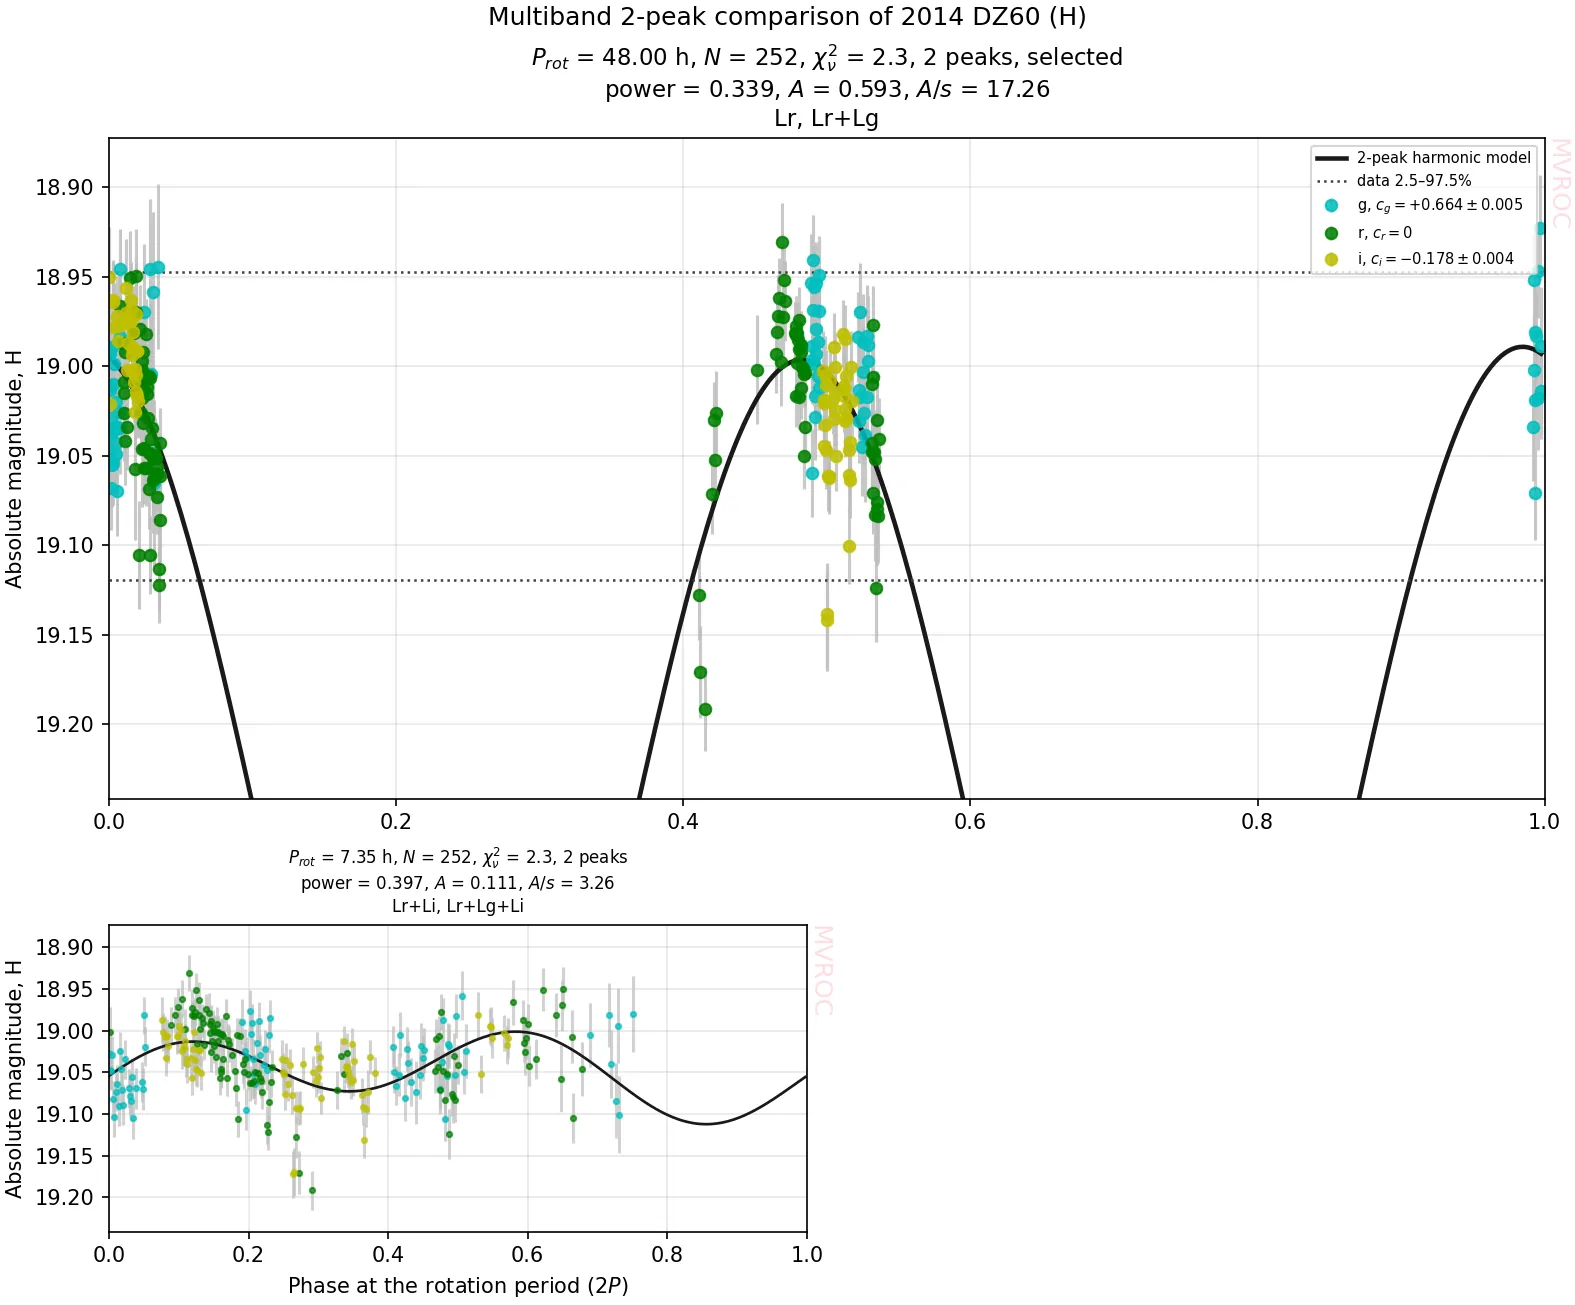 Multiband 2-peak comparison of 2014 DZ60 (H)
P_rot = 48.00 h, N = 252, χ²_ν = 2.3, 2 peaks, selected
power = 0.339, A = 0.593, A/s = 17.26
Lr, Lr+Lg
2-peak harmonic model
data 2.5–97.5%
g, c_g = +0.664 ± 0.005
r, c_r = 0
i, c_i = −0.178 ± 0.004
MVROC
Absolute magnitude, H
18.90
18.95
19.00
19.05
19.10
19.15
19.20
0.0 0.2 0.4 0.6 0.8 1.0
P_rot = 7.35 h, N = 252, χ²_ν = 2.3, 2 peaks
power = 0.397, A = 0.111, A/s = 3.26
Lr+Li, Lr+Lg+Li
MVROC
Absolute magnitude, H
18.90
18.95
19.00
19.05
19.10
19.15
19.20
0.0 0.2 0.4 0.6 0.8 1.0
Phase at the rotation period (2P)